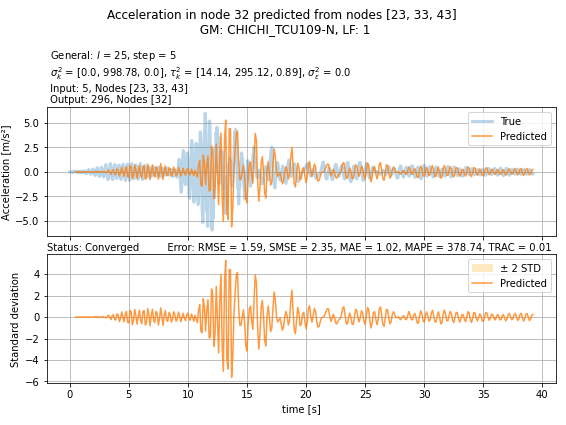 Acceleration in node 32 predicted from nodes [23, 33, 43]
GM: CHICHI_TCU109-N, LF: 1
General: l = 25, step = 5
σ²ₖ = [0.0, 998.78, 0.0], τ²ₖ = [14.14, 295.12, 0.89], σ²ₑ = 0.0
Input: 5, Nodes [23, 33, 43]
Output: 296, Nodes [32]
5.0
2.5
0.0
−2.5
−5.0
Acceleration [m/s²]
True
Predicted
Status: Converged Error: RMSE = 1.59, SMSE = 2.35, MAE = 1.02, MAPE = 378.74, TRAC = 0.01
4
2
0
−2
−4
−6
Standard deviation
± 2 STD
Predicted
0 5 10 15 20 25 30 35 40
time [s]